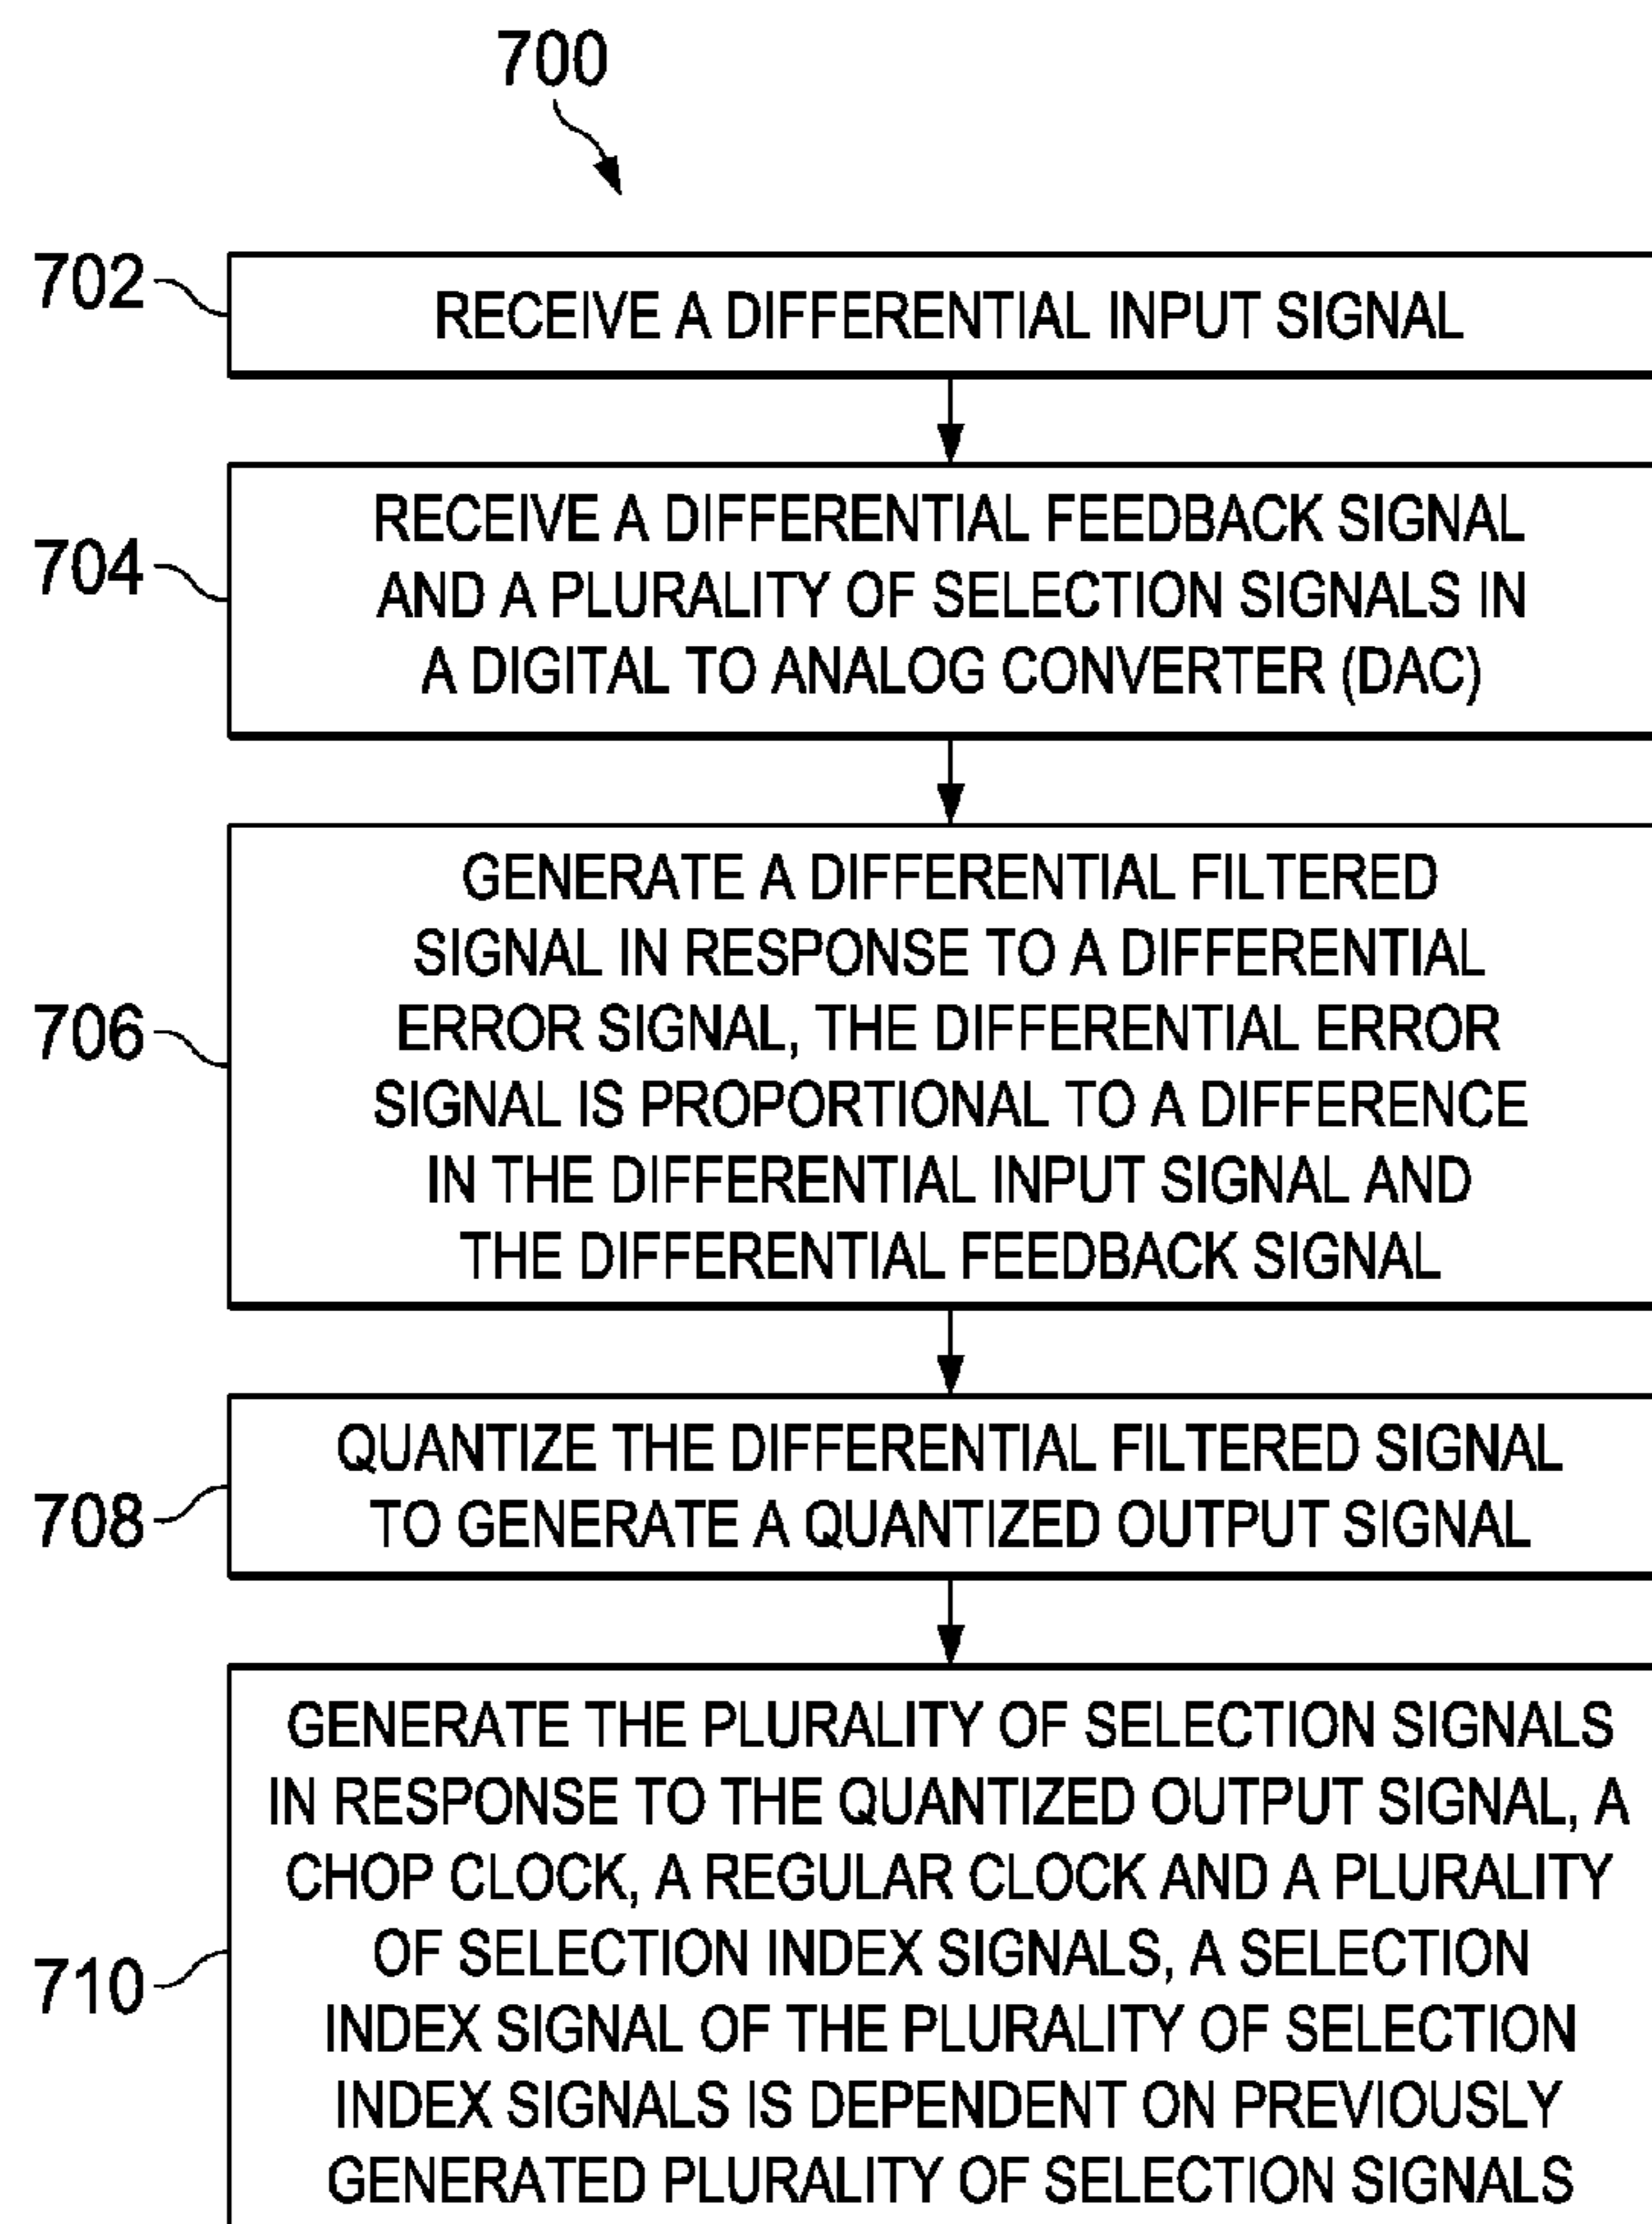 700
702
RECEIVE A DIFFERENTIAL INPUT SIGNAL
704
RECEIVE A DIFFERENTIAL FEEDBACK SIGNAL
AND A PLURALITY OF SELECTION SIGNALS IN
A DIGITAL TO ANALOG CONVERTER (DAC)
706
GENERATE A DIFFERENTIAL FILTERED
SIGNAL IN RESPONSE TO A DIFFERENTIAL
ERROR SIGNAL, THE DIFFERENTIAL ERROR
SIGNAL IS PROPORTIONAL TO A DIFFERENCE
IN THE DIFFERENTIAL INPUT SIGNAL AND
THE DIFFERENTIAL FEEDBACK SIGNAL
708
QUANTIZE THE DIFFERENTIAL FILTERED SIGNAL
TO GENERATE A QUANTIZED OUTPUT SIGNAL
710
GENERATE THE PLURALITY OF SELECTION SIGNALS
IN RESPONSE TO THE QUANTIZED OUTPUT SIGNAL, A
CHOP CLOCK, A REGULAR CLOCK AND A PLURALITY
OF SELECTION INDEX SIGNALS, A SELECTION
INDEX SIGNAL OF THE PLURALITY OF SELECTION
INDEX SIGNALS IS DEPENDENT ON PREVIOUSLY
GENERATED PLURALITY OF SELECTION SIGNALS